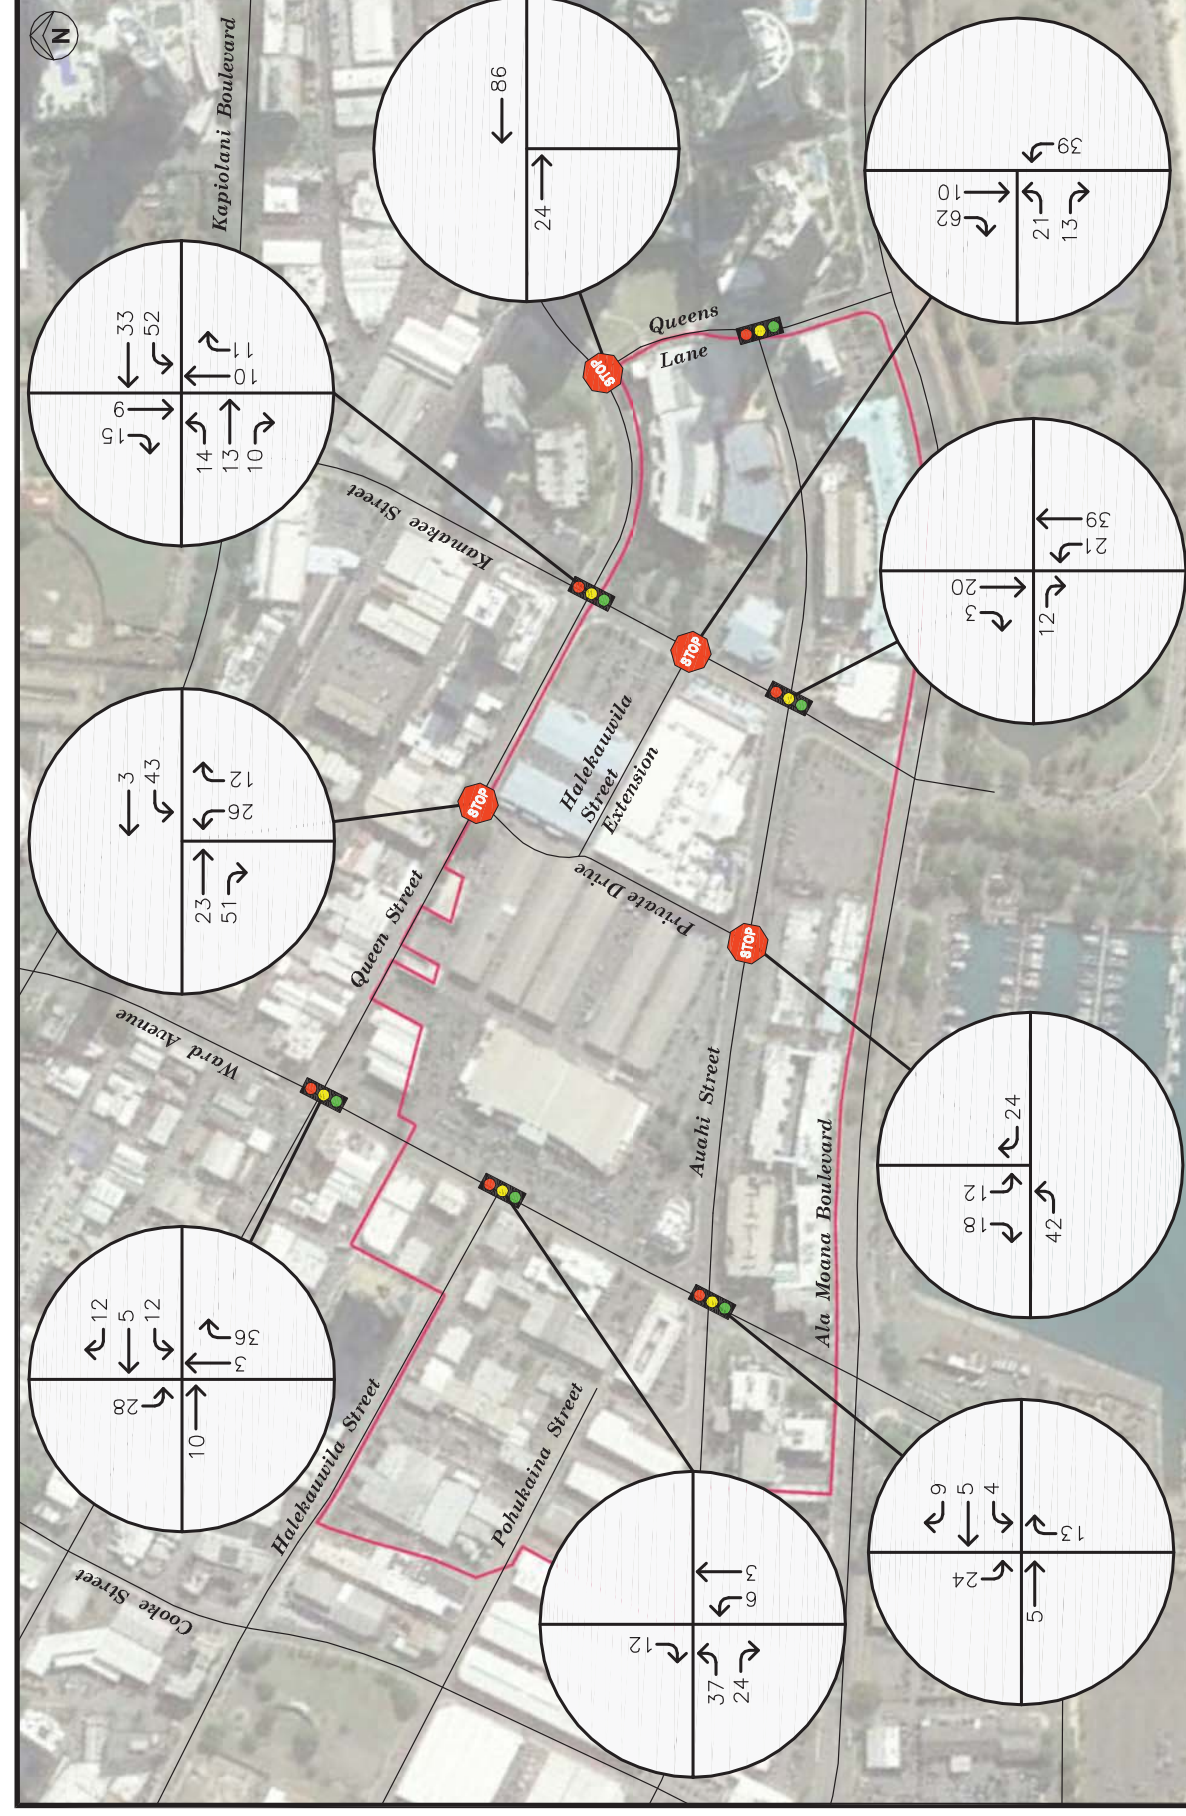 N
Kapiolani Boulevard
86
24
10
62
39
21
13
33
52
11
10
9
15
14
13
10
Queens
Lane
Kamakee Street
39
21
20
3
12
3
43
12
26
23
51
Halekauwila
Street
Extension
STOP
STOP
STOP
STOP
Private Drive
Queen Street
Ward Avenue
Auahi Street
Ala Moana Boulevard
24
12
18
42
12
5
12
36
3
28
10
Halekauwila Street
Pohukaina Street
Cooke Street
3
6
12
37
24
9
5
4
13
24
5